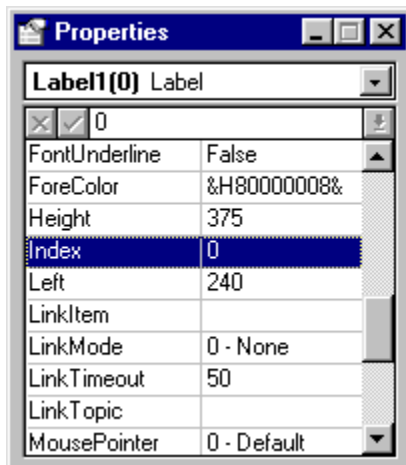 Properties
Label1(0) Label
0
FontUnderline False
ForeColor &H80000008&
Height 375
Index 0
Left 240
LinkItem
LinkMode 0 - None
LinkTimeout 50
LinkTopic
MousePointer 0 - Default